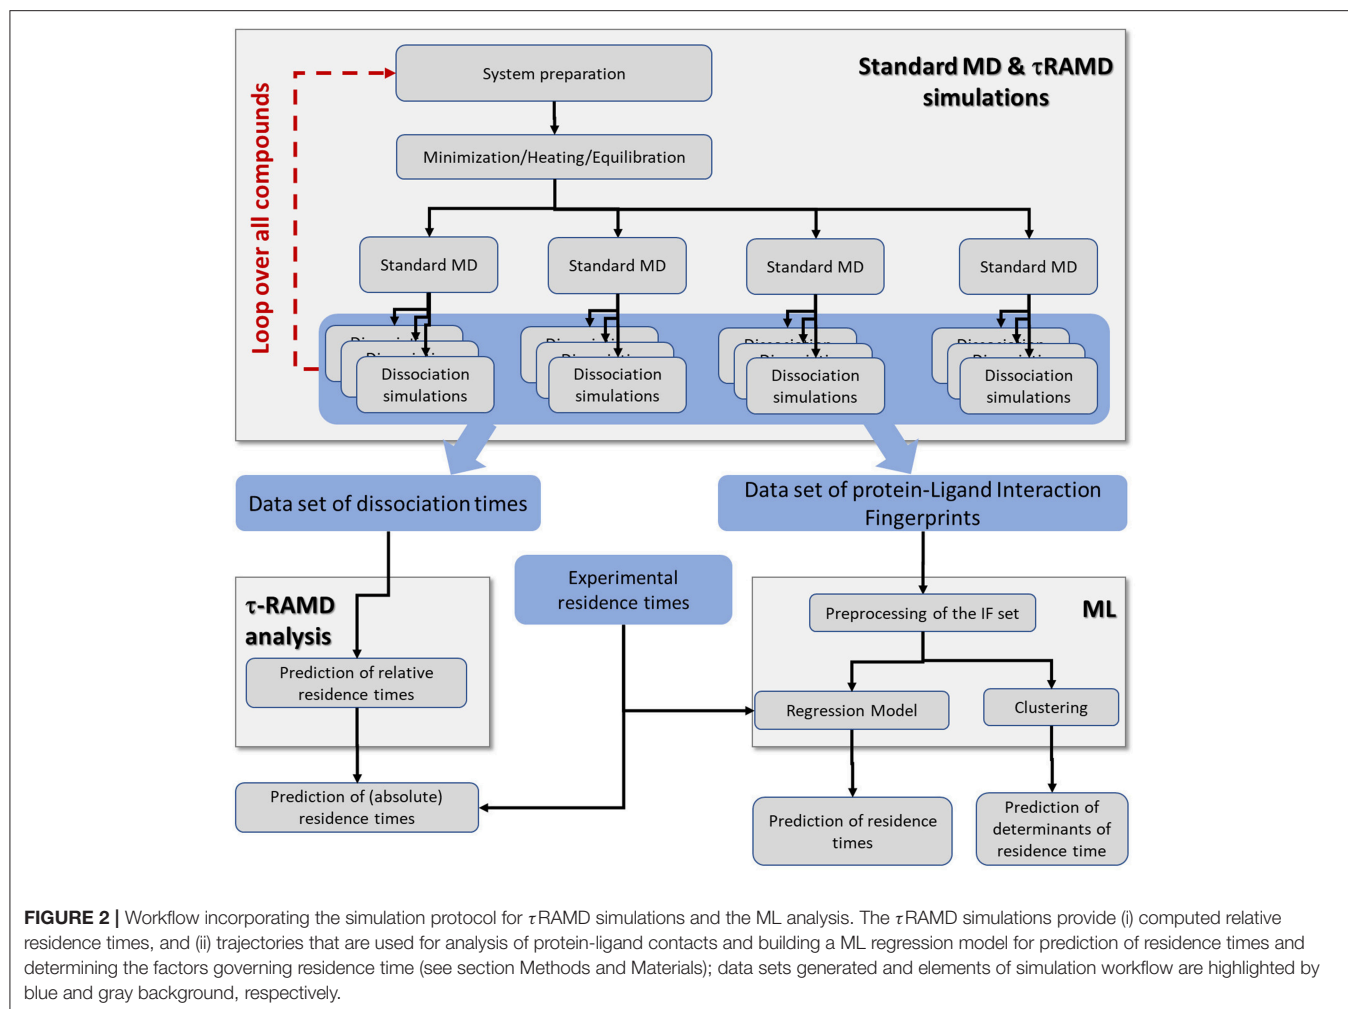 Standard MD & τRAMD
simulations
Loop over all compounds
System preparation
Minimization/Heating/Equilibration
Standard MD
Standard MD
Standard MD
Standard MD
Dissociation
simulations
Dissociation
simulations
Dissociation
simulations
Dissociation
simulations
Data set of dissociation times
Data set of protein-Ligand Interaction
Fingerprints
Experimental
residence times
τ-RAMD
analysis
Prediction of relative
residence times
Prediction of (absolute)
residence times
ML
Preprocessing of the IF set
Regression Model
Clustering
Prediction of residence
times
Prediction of
determinants of
residence time
FIGURE 2 | Workflow incorporating the simulation protocol for τRAMD simulations and the ML analysis. The τRAMD simulations provide (i) computed relative
residence times, and (ii) trajectories that are used for analysis of protein-ligand contacts and building a ML regression model for prediction of residence times and
determining the factors governing residence time (see section Methods and Materials); data sets generated and elements of simulation workflow are highlighted by
blue and gray background, respectively.